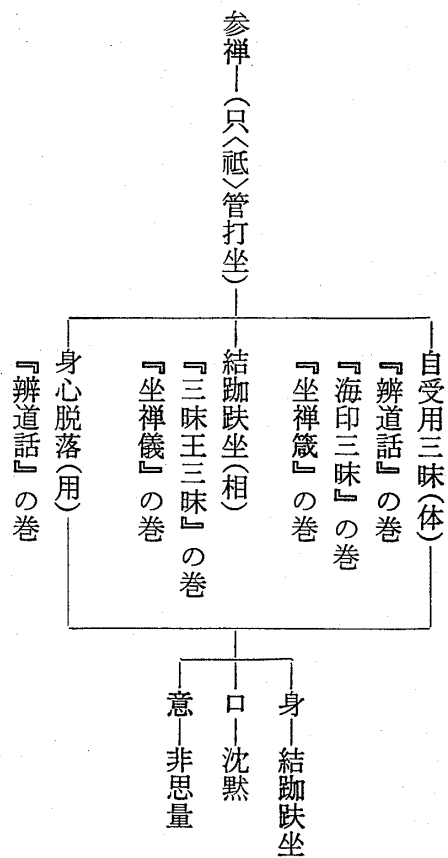 参禅―(只〈祗〉管打坐)
自受用三昧(体)
『辨道話』の巻
『海印三昧』の巻
『坐禅箴』の巻
結跏趺坐(相)
『三昧王三昧』の巻
『坐禅儀』の巻
身心脱落(用)
『辨道話』の巻
身―結跏趺坐
口―沈黙
意―非思量